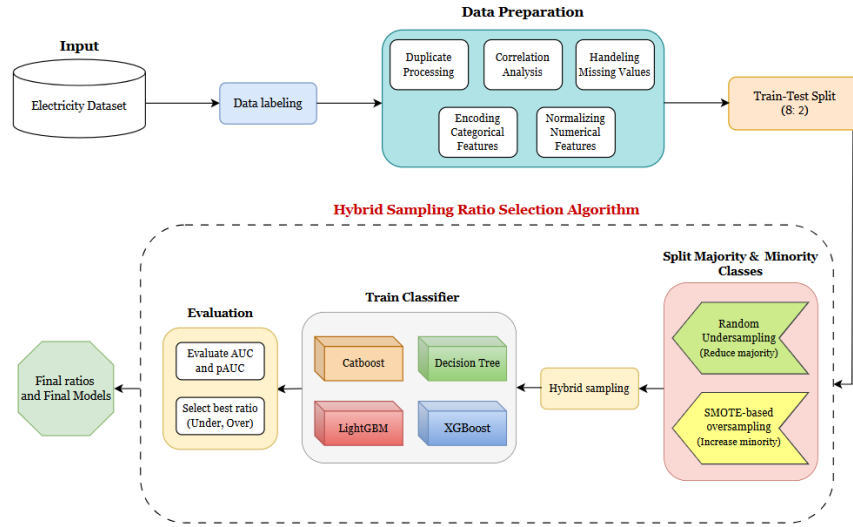 Data Preparation
Input
Electricity Dataset
Data labeling
Duplicate
Processing
Correlation
Analysis
Handeling
Missing Values
Encoding
Categorical
Features
Normalizing
Numerical
Features
Train-Test Split
(8: 2)
Hybrid Sampling Ratio Selection Algorithm
Split Majority & Minority
Classes
Random
Undersampling
(Reduce majority)
SMOTE-based
oversampling
(Increase minority)
Hybrid sampling
Train Classifier
Catboost
Decision Tree
LightGBM
XGBoost
Evaluation
Evaluate AUC
and pAUC
Select best ratio
(Under, Over)
Final ratios
and Final Models